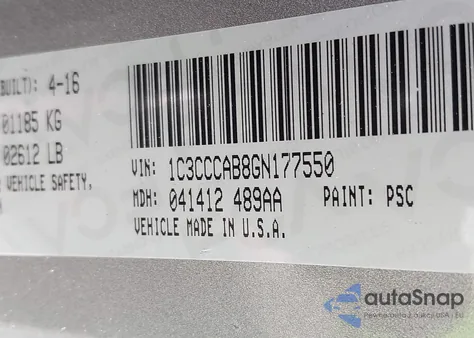 BUILT): 4-16
01185 KG
02612 LB
VEHICLE SAFETY,
VIN: 1C3CCCAB8GN177550
MDH: 041412 489AA PAINT: PSC
VEHICLE MADE IN U.S.A.
autoSnap